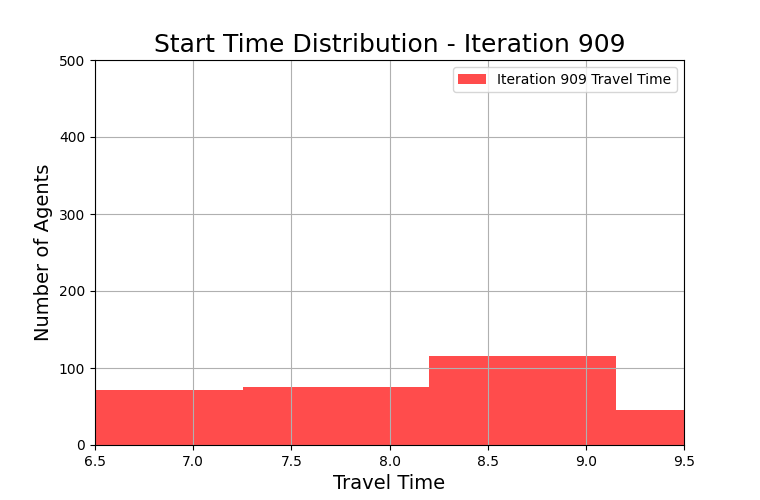 Start Time Distribution - Iteration 909
Iteration 909 Travel Time
Number of Agents
500
400
300
200
100
0
6.5 7.0 7.5 8.0 8.5 9.0 9.5
Travel Time